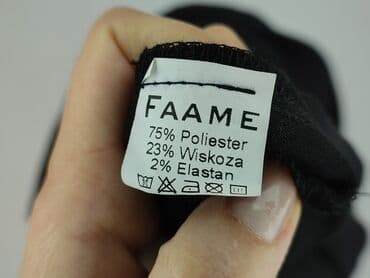 FAAME
75% Poliester
23% Wiskoza
2% Elastan